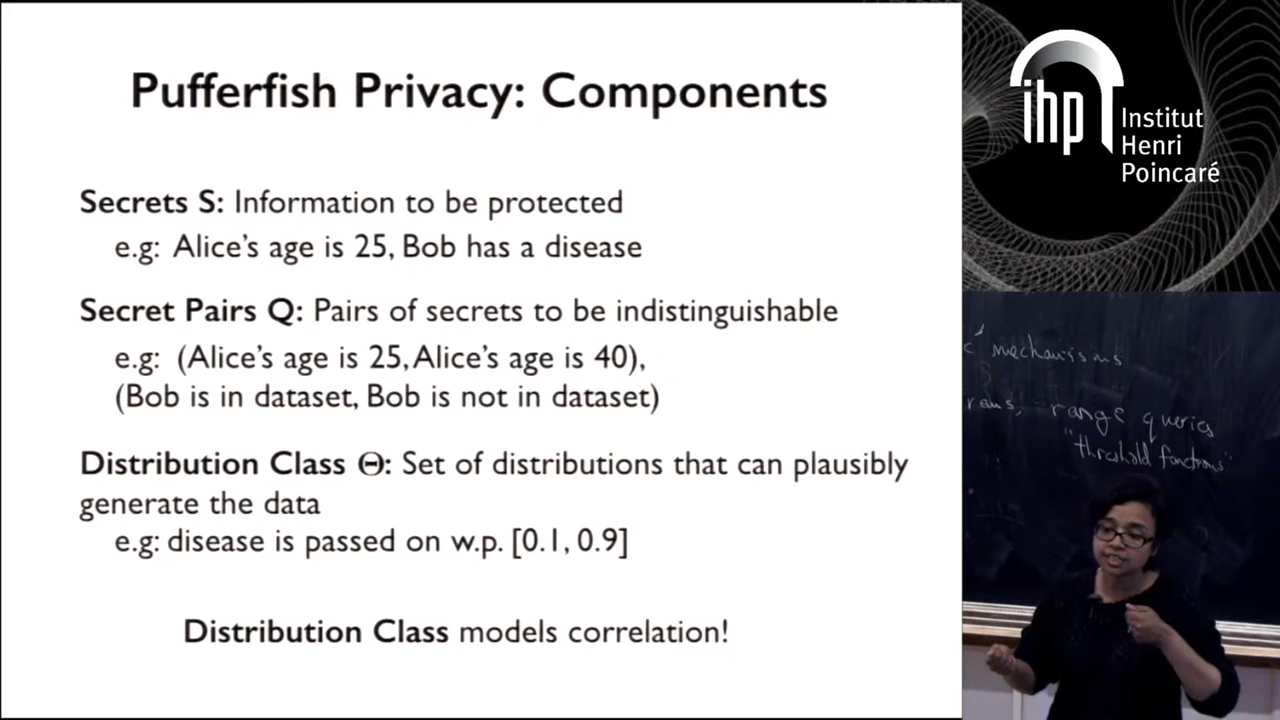 Pufferfish Privacy: Components
Secrets S: Information to be protected
e.g: Alice's age is 25, Bob has a disease
Secret Pairs Q: Pairs of secrets to be indistinguishable
e.g: (Alice's age is 25, Alice's age is 40),
(Bob is in dataset, Bob is not in dataset)
Distribution Class Θ: Set of distributions that can plausibly
generate the data
e.g: disease is passed on w.p. [0.1, 0.9]
Distribution Class models correlation!
ihp
Institut
Henri
Poincaré
mechanisms
range queries
"threshold functions"